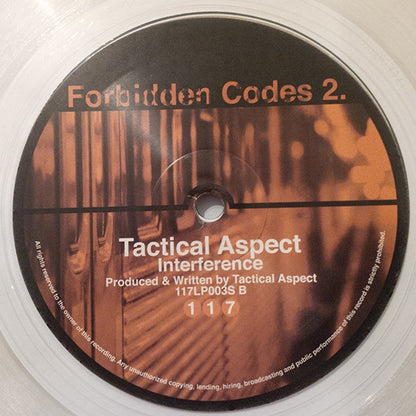 Forbidden Codes 2.
Tactical Aspect
Interference
Produced & Written by Tactical Aspect
117LP003S B
1 1 7
All rights reserved to the owner of this recording. Any unauthorized copying, lending, hiring, broadcasting and public performance of this record is strictly prohibited.